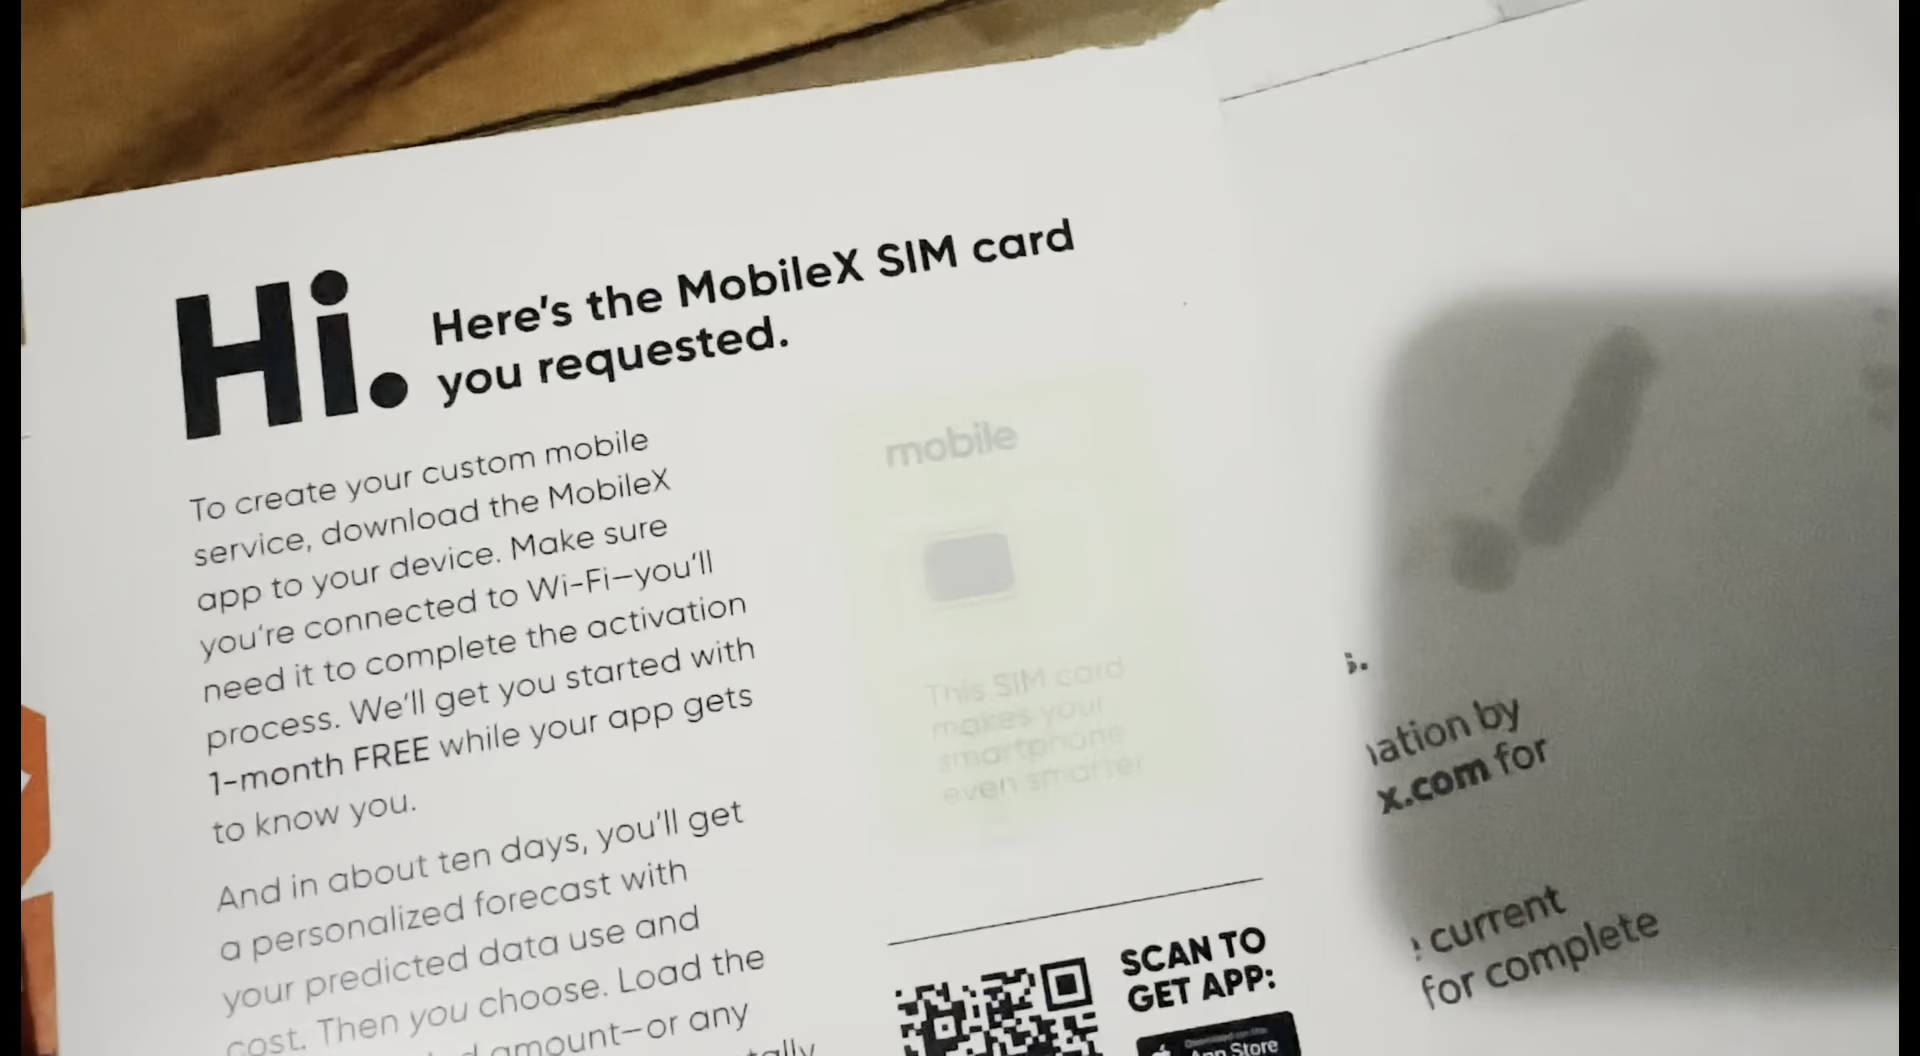 Hi.
Here's the MobileX SIM card
you requested.
To create your custom mobile
service, download the MobileX
app to your device. Make sure
you're connected to Wi-Fi—you'll
need it to complete the activation
process. We'll get you started with
1-month FREE while your app gets
to know you.
And in about ten days, you'll get
a personalized forecast with
your predicted data use and
cost. Then you choose. Load the
amount—or any
mobile
This SIM card
makes your
smartphone
even smarter
SCAN TO
GET APP:
Download on the
App Store
ation by
x.com for
current
for complete